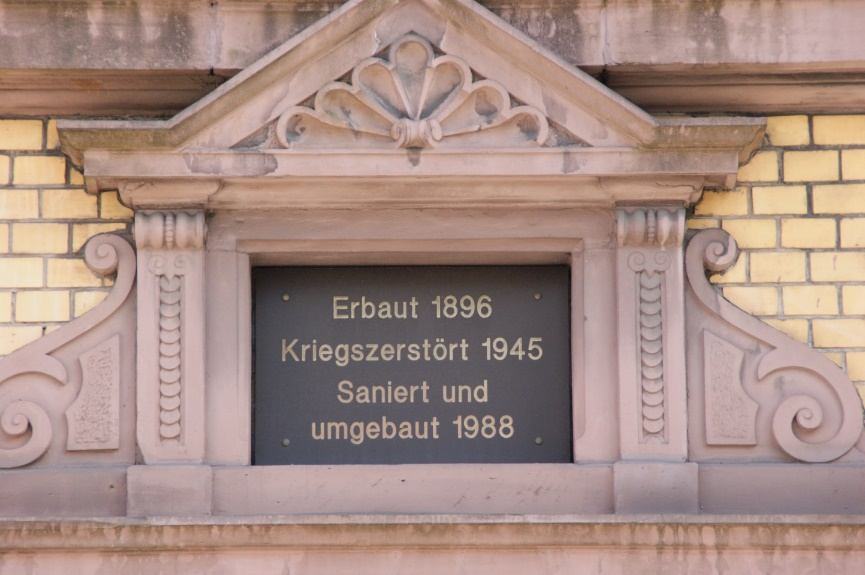 Erbaut 1896
Kriegszerstört 1945
Saniert und
umgebaut 1988